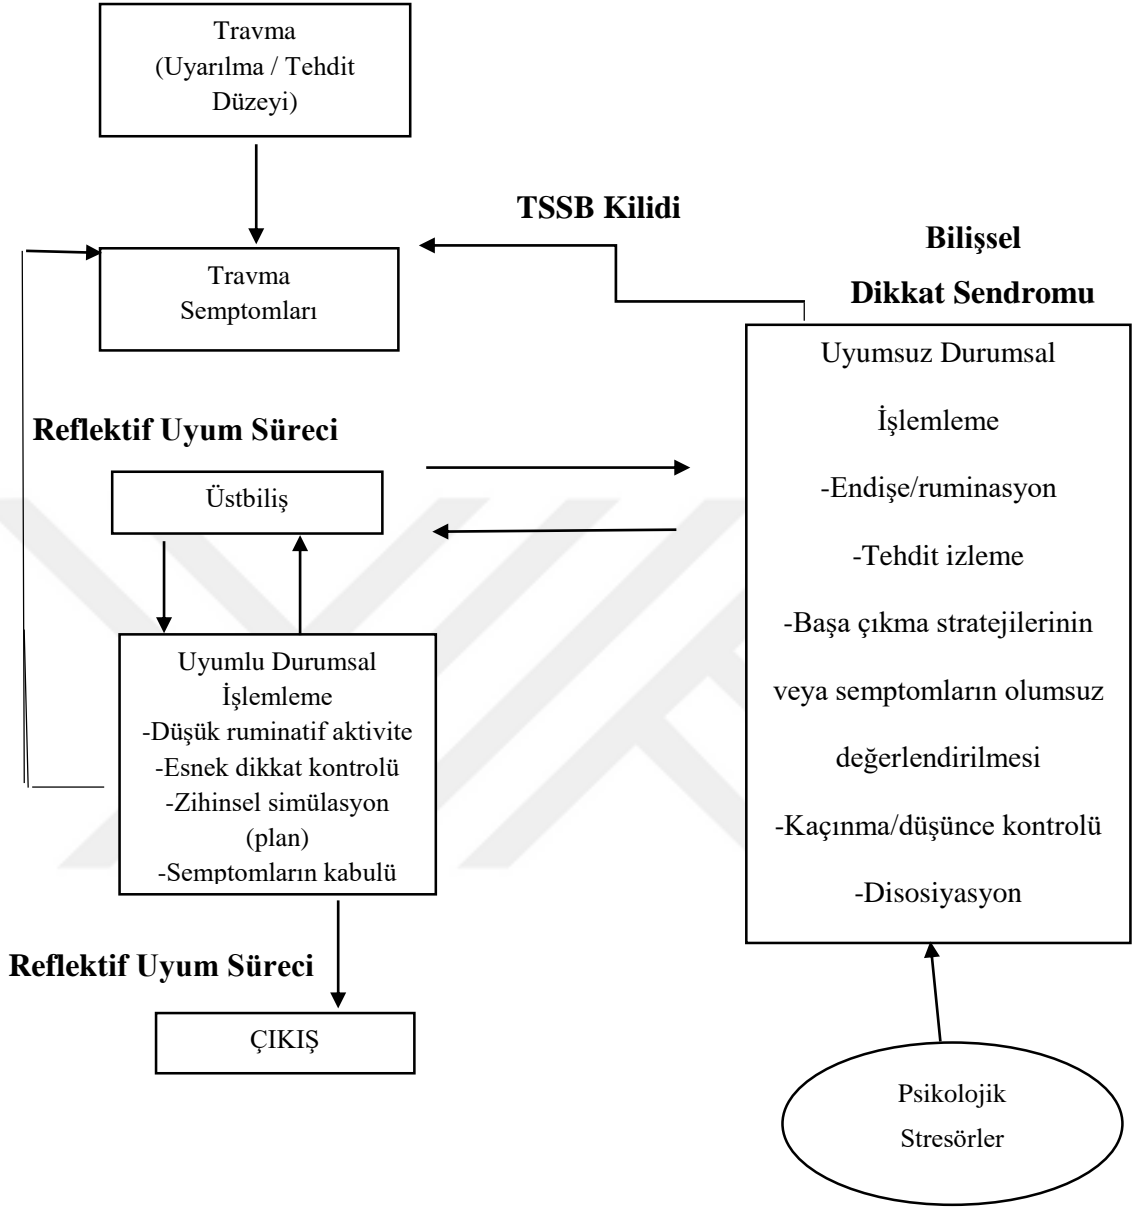 Travma
(Uyarılma / Tehdit
Düzeyi)
TSSB Kilidi
Bilişsel
Dikkat Sendromu
Travma
Semptomları
Reflektif Uyum Süreci
Üstbiliş
Uyumlu Durumsal
İşlemleme
-Düşük ruminatif aktivite
-Esnek dikkat kontrolü
-Zihinsel simülasyon
(plan)
-Semptomların kabulü
Reflektif Uyum Süreci
ÇIKIŞ
Uyumsuz Durumsal
İşlemleme
-Endişe/ruminasyon
-Tehdit izleme
-Başa çıkma stratejilerinin
veya semptomların olumsuz
değerlendirilmesi
-Kaçınma/düşünce kontrolü
-Disosiyasyon
Psikolojik
Stresörler